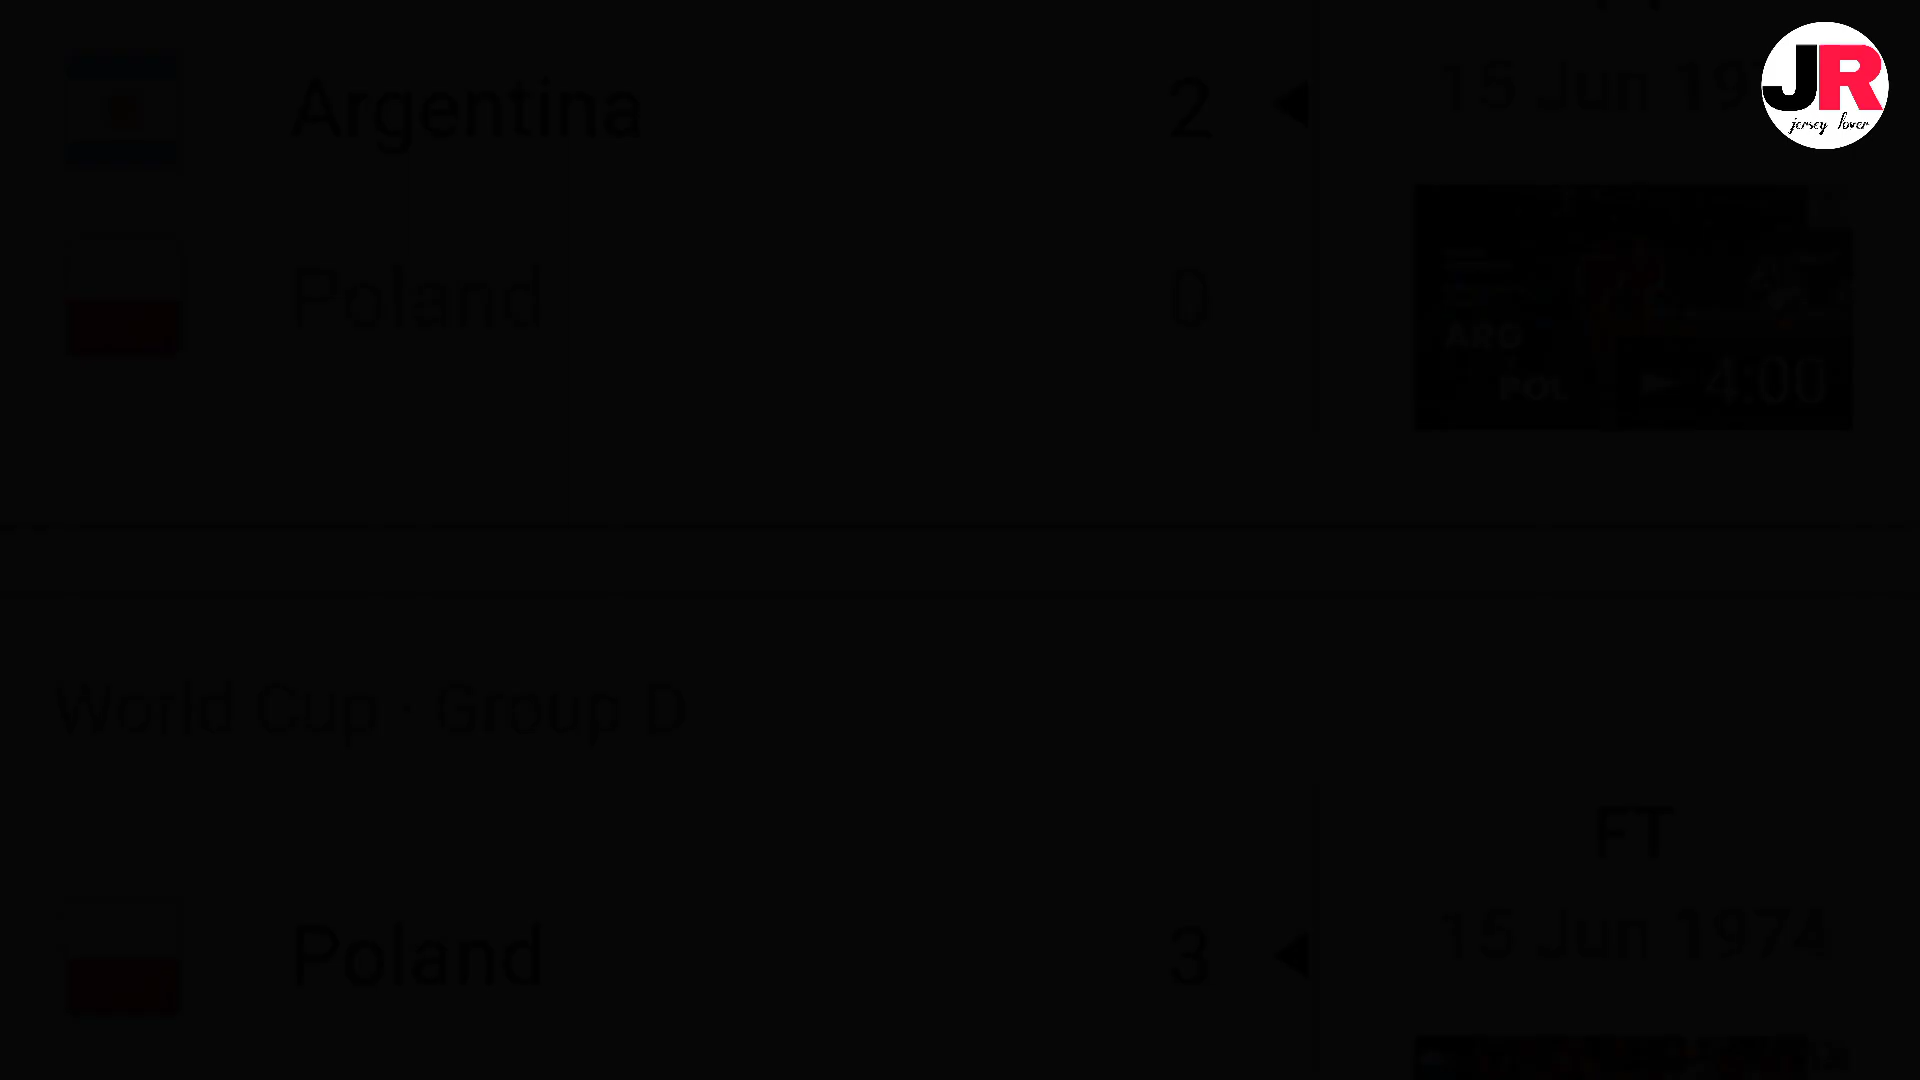 FT
Argentina 2 15 Jun 19
JR
jersey lover
Poland 0
ARG
POL 4:00
World Cup · Group D
FT
Poland 3 15 Jun 1974